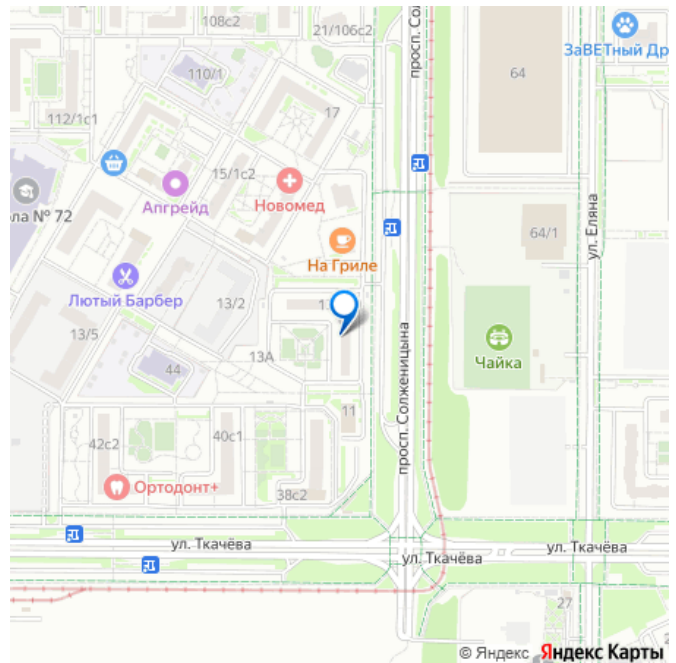 108с2
21/106с2
просп. Сол
ЗаВЕТный Др
110/1
64
112/1с1
17
15/1с2
ола № 72
Апгрейд
Новомед
64/1
ул. Еляна
На Гриле
Лютый Барбер
13/2
13/5
13А
Чайка
44
просп. Солженицына
11
42с2
40с1
Ортодонт+
38с2
ул. Ткачёва
ул. Ткачёва
ул. Ткачёва
27
© Яндекс Яндекс Карты